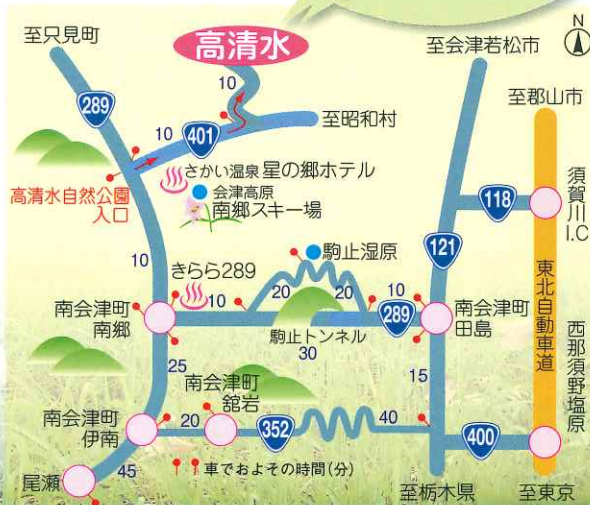 至只見町
高清水
至会津若松市
N
至郡山市
289
10
10
401
至昭和村
高清水自然公園
入口
さかい温泉 星の郷ホテル
会津高原
南郷スキー場
118
須賀川
I.C
121
10
きらら289
駒止湿原
10
20
20
10
289
南会津町
南郷
駒止トンネル
30
南会津町
田島
東北自動車道
西那須野塩原
25
南会津町
舘岩
15
南会津町
伊南
20
352
40
400
尾瀬
45
車でおよその時間(分)
至栃木県
至東京